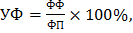 УФ = ФФ/ФП × 100%,